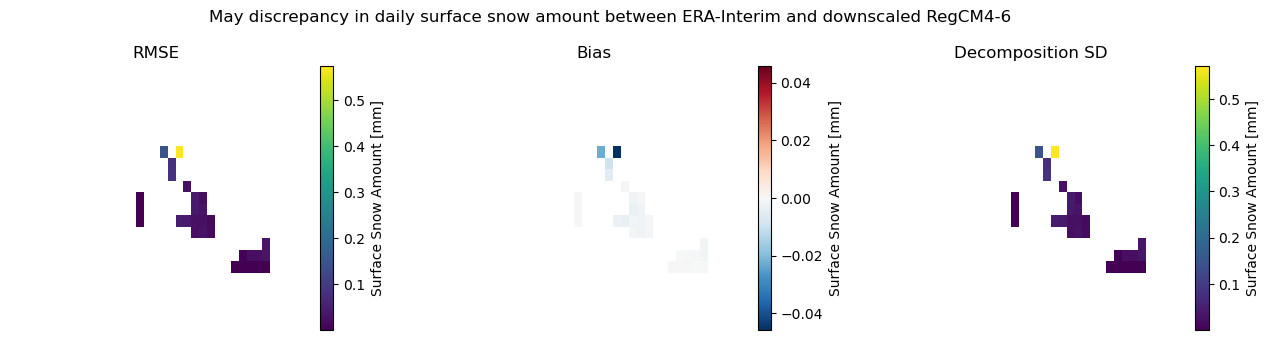 May discrepancy in daily surface snow amount between ERA-Interim and downscaled RegCM4-6
RMSE
0.5
0.4
0.3
0.2
0.1
Surface Snow Amount [mm]
Bias
0.04
0.02
0.00
−0.02
−0.04
Surface Snow Amount [mm]
Decomposition SD
0.5
0.4
0.3
0.2
0.1
Surface Snow Amount [mm]